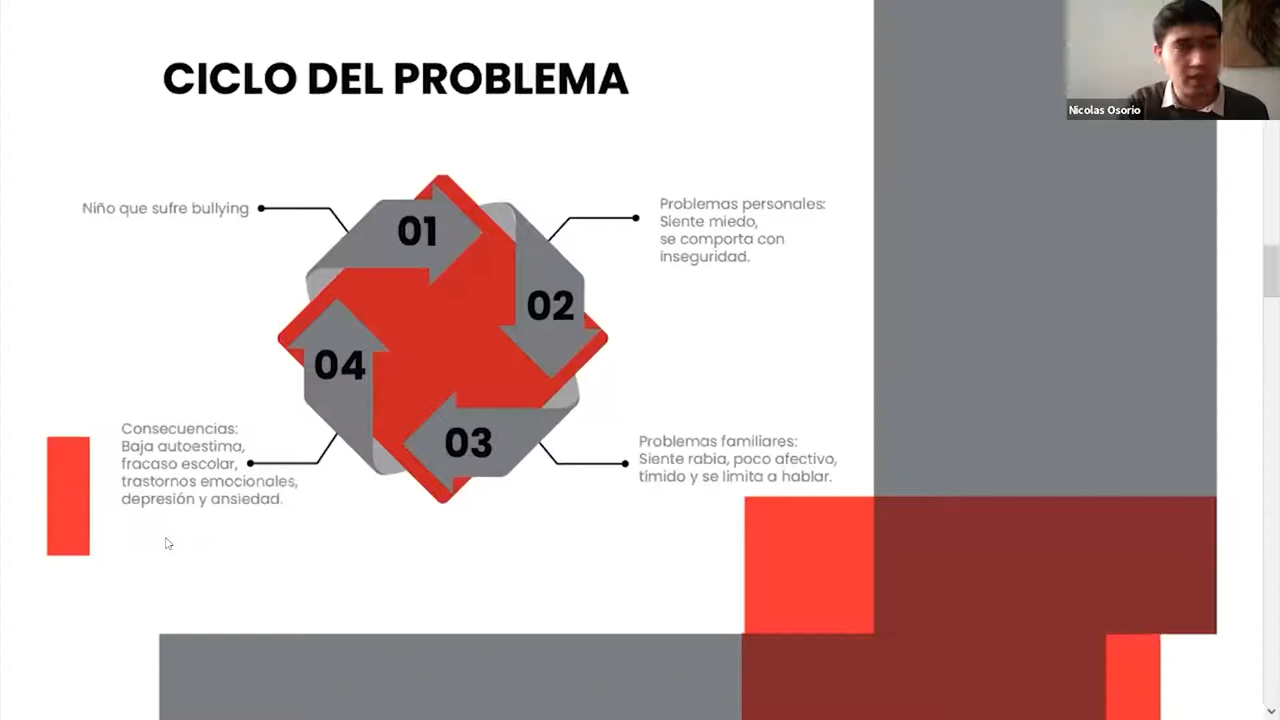 CICLO DEL PROBLEMA
Nicolas Osorio
Niño que sufre bullying
01
Problemas personales:
Siente miedo,
se comporta con
inseguridad.
02
04
03
Consecuencias:
Baja autoestima,
fracaso escolar,
trastornos emocionales,
depresión y ansiedad.
Problemas familiares:
Siente rabia, poco afectivo,
tímido y se limita a hablar.